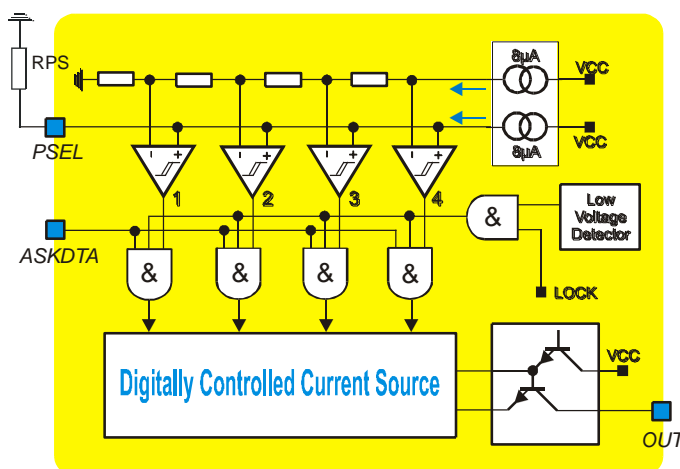 8µA
RPS
VCC
PSEL
VCC
8µA
- +
- +
- +
- +
1
2
3
4
&
Low
Voltage
Detector
ASKDTA
&
&
&
&
LOCK
Digitally Controlled Current Source
VCC
OUT